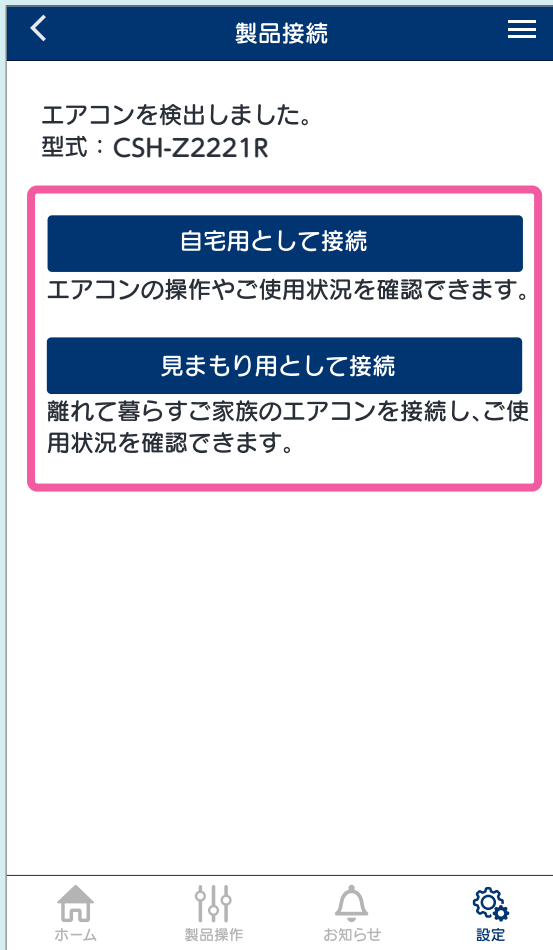 製品接続
エアコンを検出しました。
型式：CSH-Z2221R
自宅用として接続
エアコンの操作やご使用状況を確認できます。
見まもり用として接続
離れて暮らすご家族のエアコンを接続し、ご使
用状況を確認できます。
ホーム
製品操作
お知らせ
設定